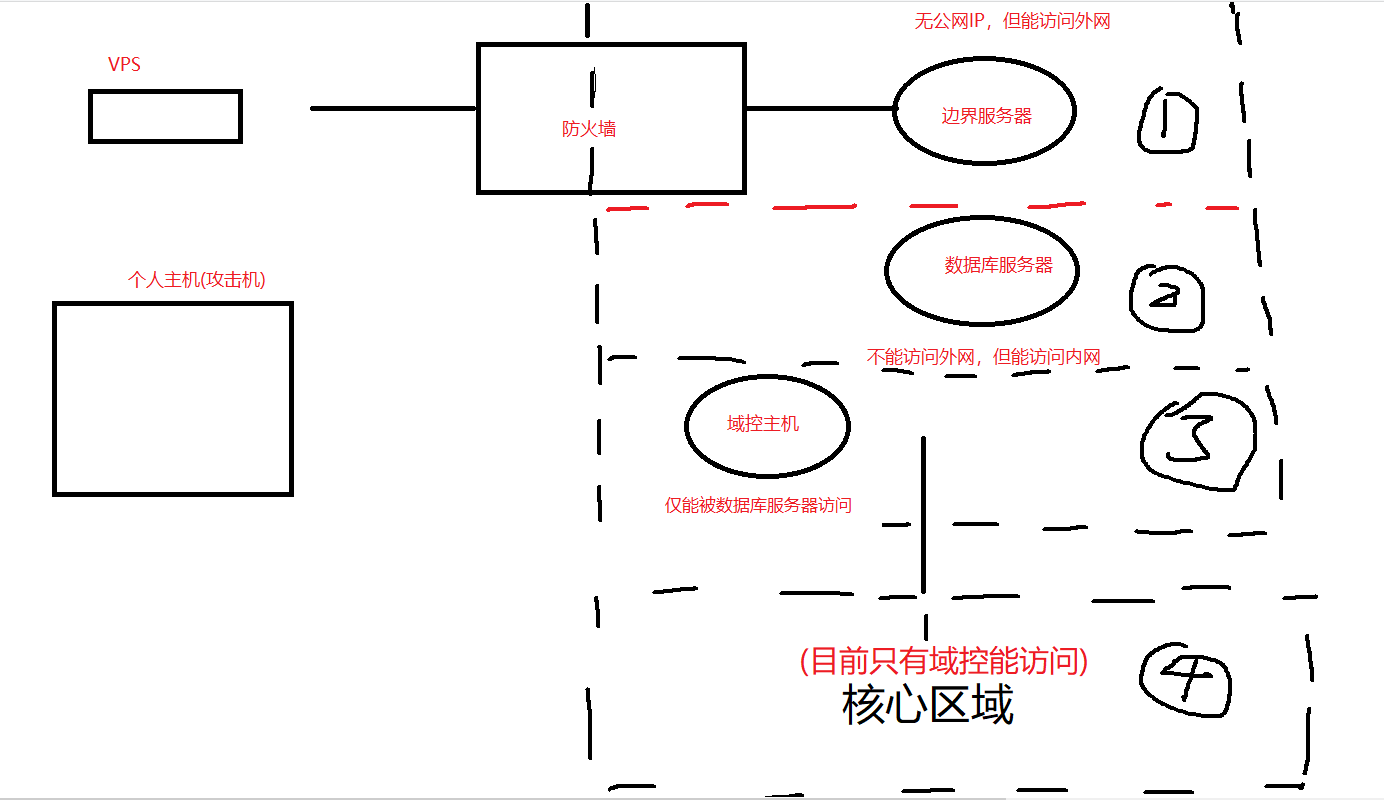 无公网IP，但能访问外网
VPS
防火墙
边界服务器
1
个人主机(攻击机)
数据库服务器
2
不能访问外网，但能访问内网
域控主机
3
仅能被数据库服务器访问
(目前只有域控能访问)
核心区域
4